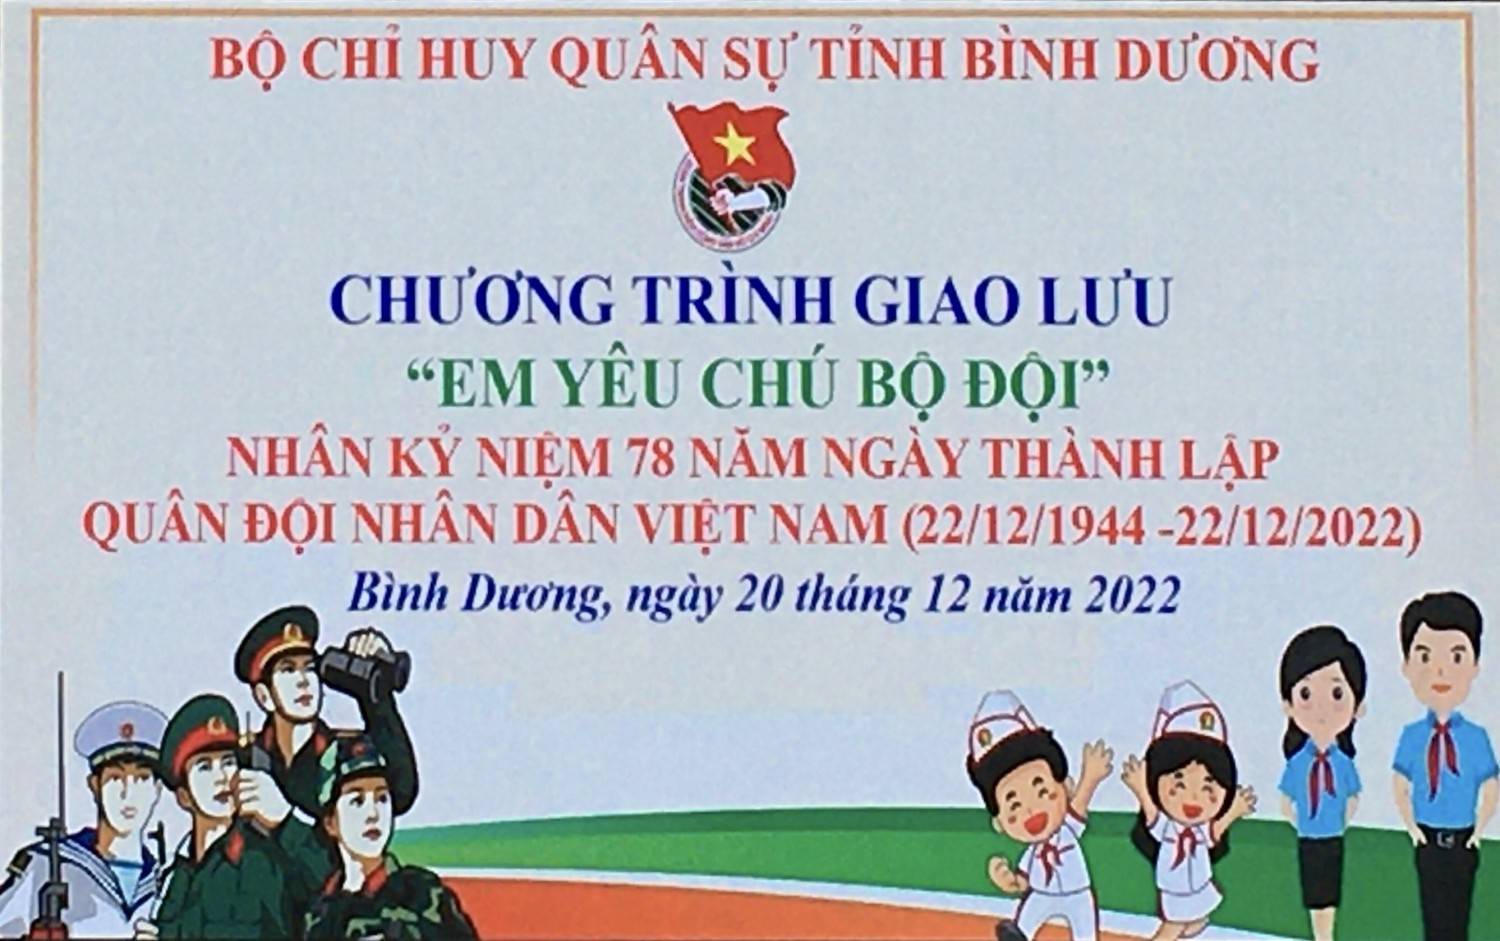 BỘ CHỈ HUY QUÂN SỰ TỈNH BÌNH DƯƠNG
CHƯƠNG TRÌNH GIAO LƯU
“EM YÊU CHÚ BỘ ĐỘI”
NHÂN KỶ NIỆM 78 NĂM NGÀY THÀNH LẬP
QUÂN ĐỘI NHÂN DÂN VIỆT NAM (22/12/1944 -22/12/2022)
Bình Dương, ngày 20 tháng 12 năm 2022